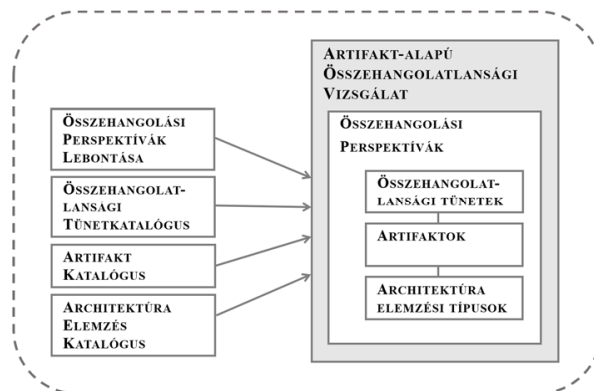 ÖSSZEHANGOLÁSI
PERSPEKTÍVÁK
LEBONTÁSA
ÖSSZEHANGOLAT-
LANSÁGI
TÜNETKATALÓGUS
ARTIFAKT
KATALÓGUS
ARCHITEKTÚRA
ELEMZÉS
KATALÓGUS
ARTIFAKT-ALAPÚ
ÖSSZEHANGOLATLANSÁGI
VIZSGÁLAT
ÖSSZEHANGOLÁSI
PERSPEKTÍVÁK
ÖSSZEHANGOLAT-
LANSÁGI TÜNETEK
ARTIFAKTOK
ARCHITEKTÚRA
ELEMZÉSI TÍPUSOK